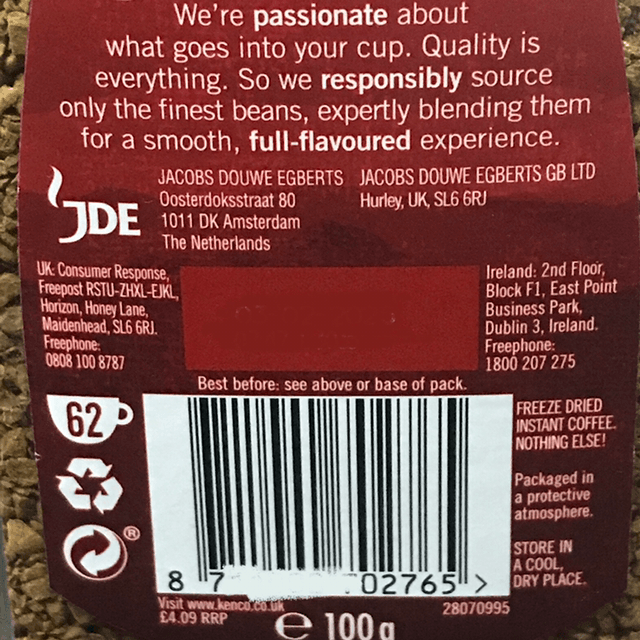 We're passionate about
what goes into your cup. Quality is
everything. So we responsibly source
only the finest beans, expertly blending them
for a smooth, full-flavoured experience.
JDE
JACOBS DOUWE EGBERTS
Oosterdoksstraat 80
1011 DK Amsterdam
The Netherlands
JACOBS DOUWE EGBERTS GB LTD
Hurley, UK, SL6 6RJ
UK: Consumer Response,
Freepost RSTU-ZHXL-EJKL,
Horizon, Honey Lane,
Maidenhead, SL6 6RJ.
Freephone:
0808 100 8787
Ireland: 2nd Floor,
Block F1, East Point
Business Park,
Dublin 3, Ireland.
Freephone:
1800 207 275
Best before: see above or base of pack.
62
®
8 7 02765 >
FREEZE DRIED
INSTANT COFFEE.
NOTHING ELSE!
Packaged in
a protective
atmosphere.
STORE IN
A COOL,
DRY PLACE.
Visit www.kenco.co.uk
£4.09 RRP
e 100g
28070995